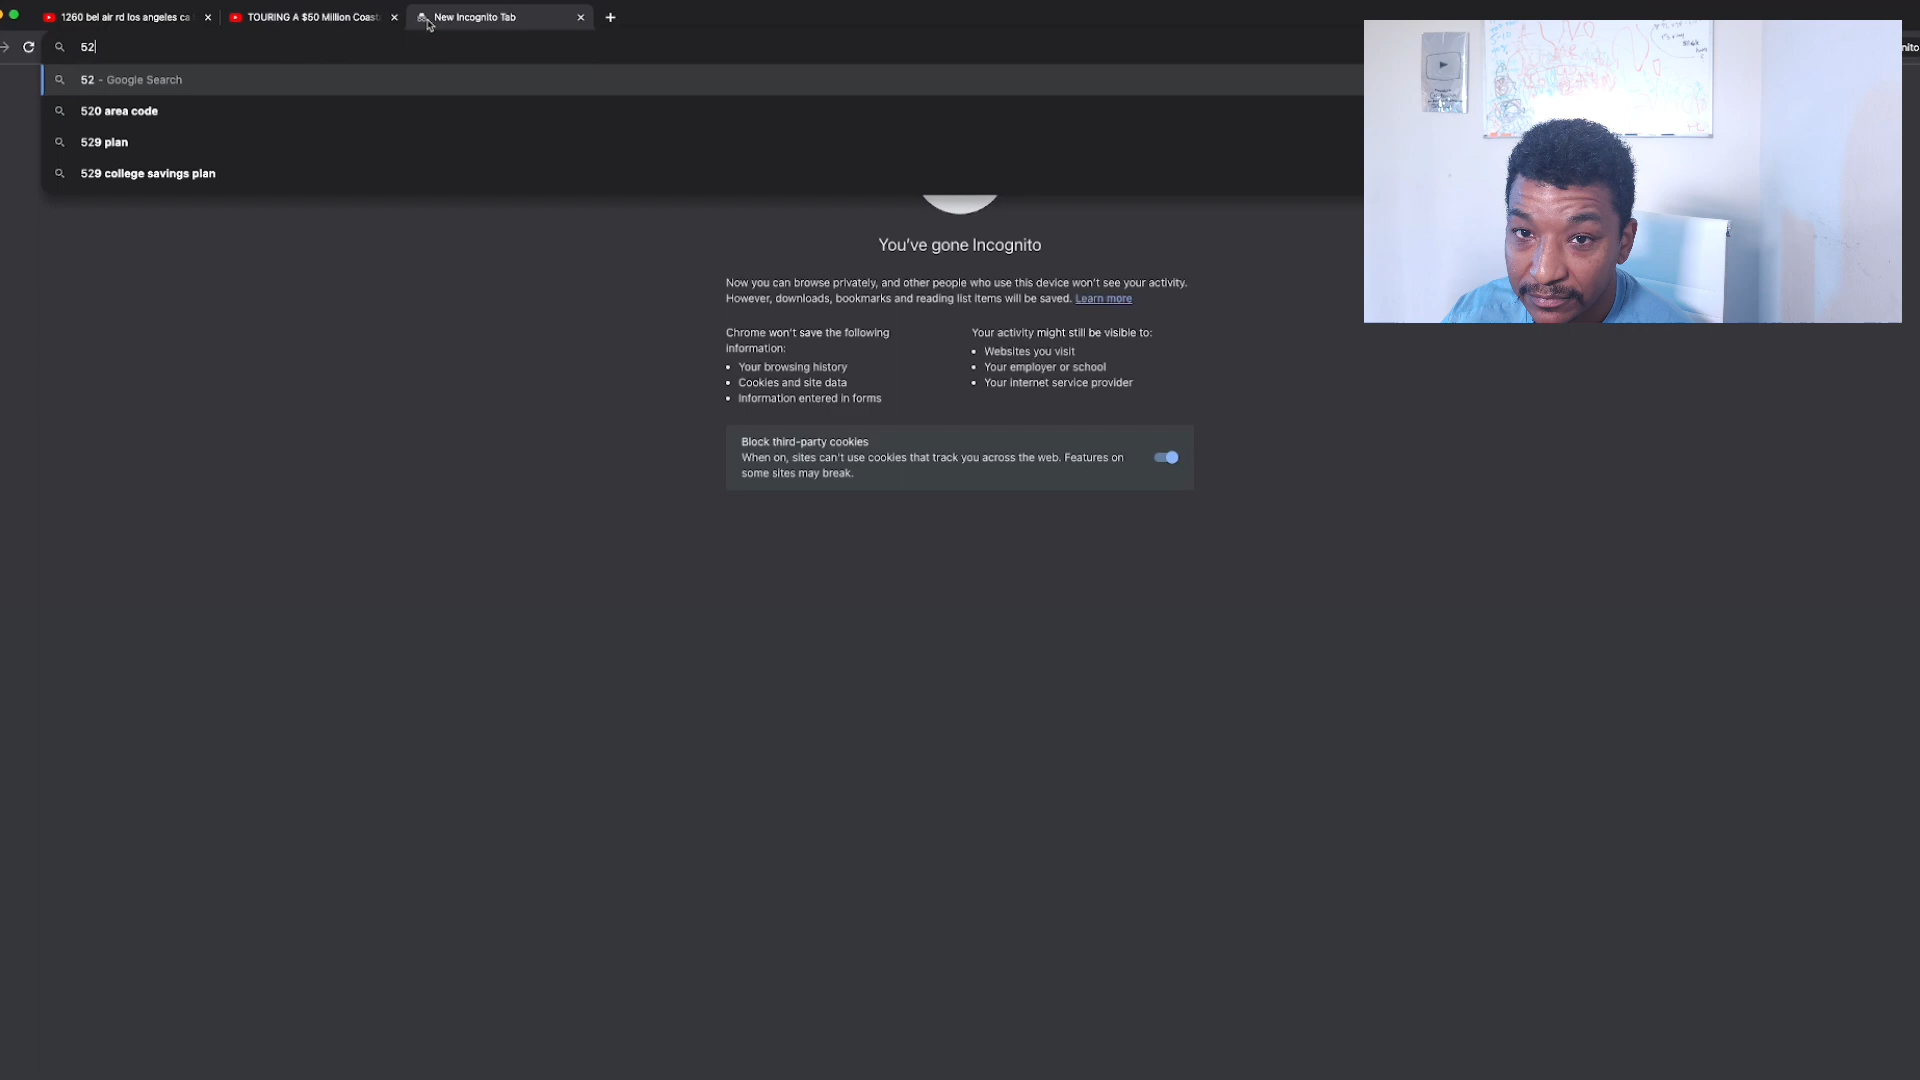 1260 bel air rd los angeles ca
TOURING A $50 Million Coast
New Incognito Tab
52
nito
52 - Google Search
520 area code
529 plan
529 college savings plan
You've gone Incognito
Now you can browse privately, and other people who use this device won't see your activity.
However, downloads, bookmarks and reading list items will be saved. Learn more
Chrome won't save the following
information:
Your browsing history
Cookies and site data
Information entered in forms
Your activity might still be visible to:
Websites you visit
Your employer or school
Your internet service provider
Block third-party cookies
When on, sites can't use cookies that track you across the web. Features on
some sites may break.